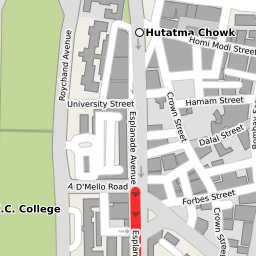 Hutatma Chowk
Homi Modi Street
Roychand Avenue
University Street
Hamam Street
Crown Street
Dalal Street
Esplanade Avenue
A D'Mello Road
Forbes Street
.C. College
Crown Street
Esplan